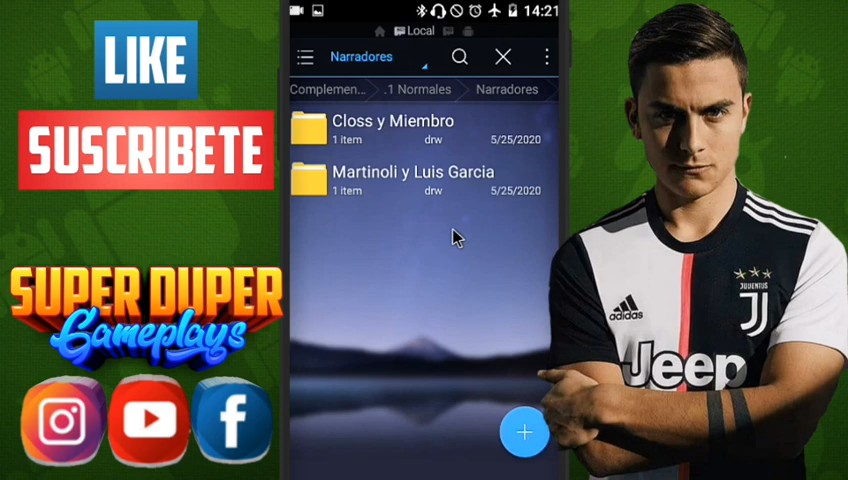 LIKE
SUSCRIBETE
SUPER DUPER
Gameplays
14:21
Local
Narradores
Complemen...
.1 Normales
Narradores
Closs y Miembro
1 item
drw
5/25/2020
Martinoli y Luis Garcia
1 item
drw
5/25/2020
adidas
JUVENTUS
Jeep